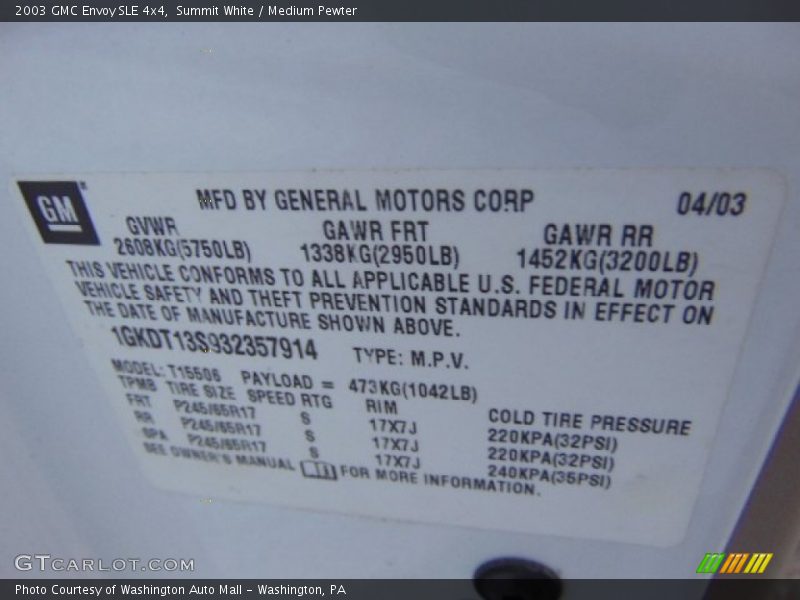 2003 GMC Envoy SLE 4x4, Summit White / Medium Pewter
GM
MFD BY GENERAL MOTORS CORP 04/03
GVWR GAWR FRT GAWR RR
2608KG(5750LB) 1338KG(2950LB) 1452KG(3200LB)
THIS VEHICLE CONFORMS TO ALL APPLICABLE U.S. FEDERAL MOTOR
VEHICLE SAFETY AND THEFT PREVENTION STANDARDS IN EFFECT ON
THE DATE OF MANUFACTURE SHOWN ABOVE.
1GKDT13S932357914 TYPE: M.P.V.
MODEL: T15506 PAYLOAD = 473KG(1042LB)
TPMB TIRE SIZE SPEED RTG RIM COLD TIRE PRESSURE
FRT P245/65R17 S 17X7J 220KPA(32PSI)
RR P245/65R17 S 17X7J 220KPA(32PSI)
SPA P245/65R17 S 17X7J 240KPA(35PSI)
SEE OWNER'S MANUAL FOR MORE INFORMATION.
GTCARLOT.COM
Photo Courtesy of Washington Auto Mall - Washington, PA